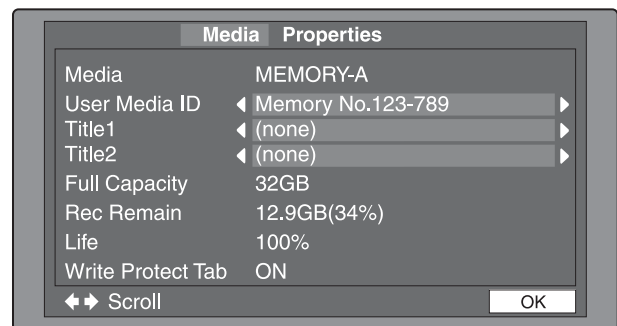 Media Properties
Media MEMORY-A
User Media ID Memory No.123-789
Title1 (none)
Title2 (none)
Full Capacity 32GB
Rec Remain 12.9GB(34%)
Life 100%
Write Protect Tab ON
Scroll OK